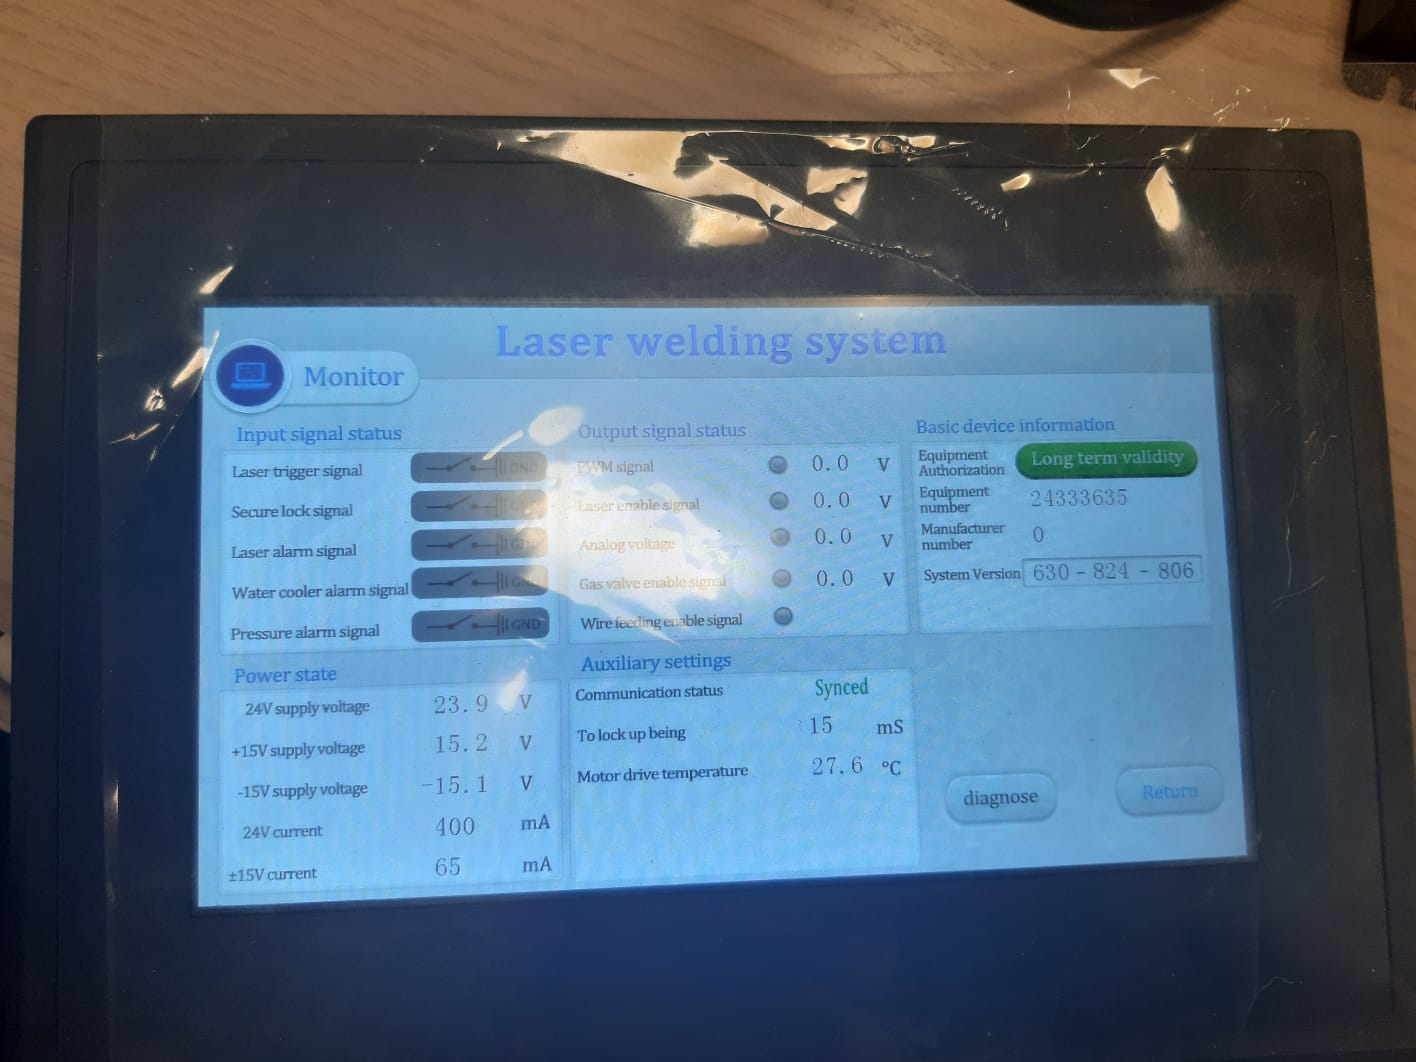 Laser welding system
Monitor
Input signal status
Laser trigger signal GND
Secure lock signal
Laser alarm signal GND
Water cooler alarm signal GND
Pressure alarm signal GND
Output signal status
PWM signal 0.0 V
Laser enable signal 0.0 V
Analog voltage 0.0 V
Gas valve enable signal 0.0 V
Wire feeding enable signal
Basic device information
Equipment
Authorization
Long term validity
Equipment
number
24333635
Manufacturer
number
0
System Version 630 - 824 - 806
Power state
24V supply voltage 23.9 V
+15V supply voltage 15.2 V
-15V supply voltage -15.1 V
24V current 400 mA
±15V current 65 mA
Auxiliary settings
Communication status Synced
To lock up being 15 mS
Motor drive temperature 27.6 °C
diagnose
Return